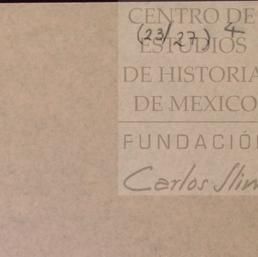 CENTRO DE
(23/27) 4
ESTUDIOS
DE HISTORIA
DE MEXICO
FUNDACIÓN
Carlos Slim